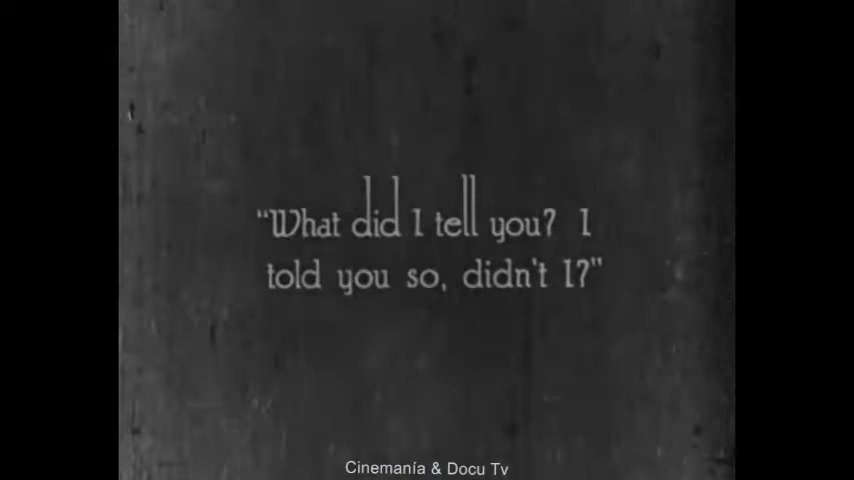 “What did I tell you? I
told you so, didn't I?”
Cinemanía & Docu Tv